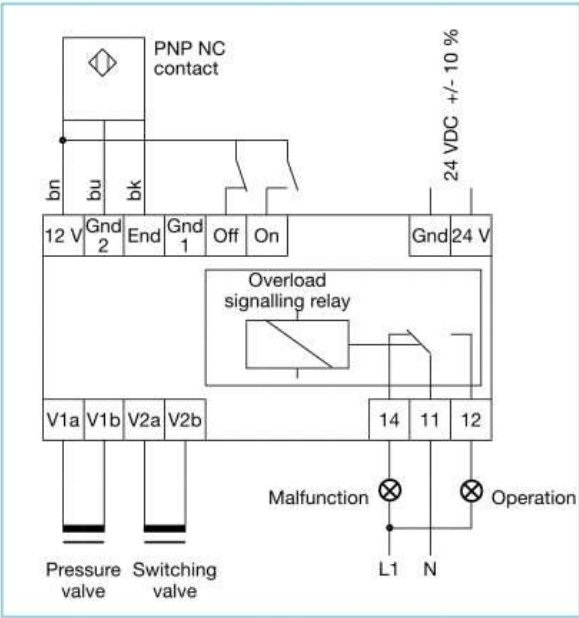 PNP NC
contact
24 VDC +/- 10 %
bn
bu
bk
12 V
Gnd
2
End
Gnd
1
Off
On
Gnd
24 V
Overload
signalling relay
V1a
V1b
V2a
V2b
14
11
12
Malfunction
Operation
L1
N
Pressure
valve
Switching
valve